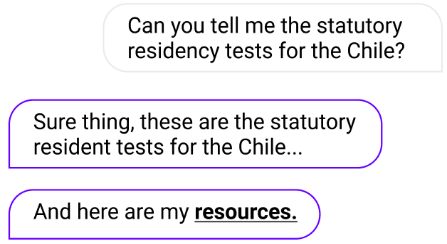 Can you tell me the statutory
residency tests for the Chile?
Sure thing, these are the statutory
resident tests for the Chile...
And here are my resources.